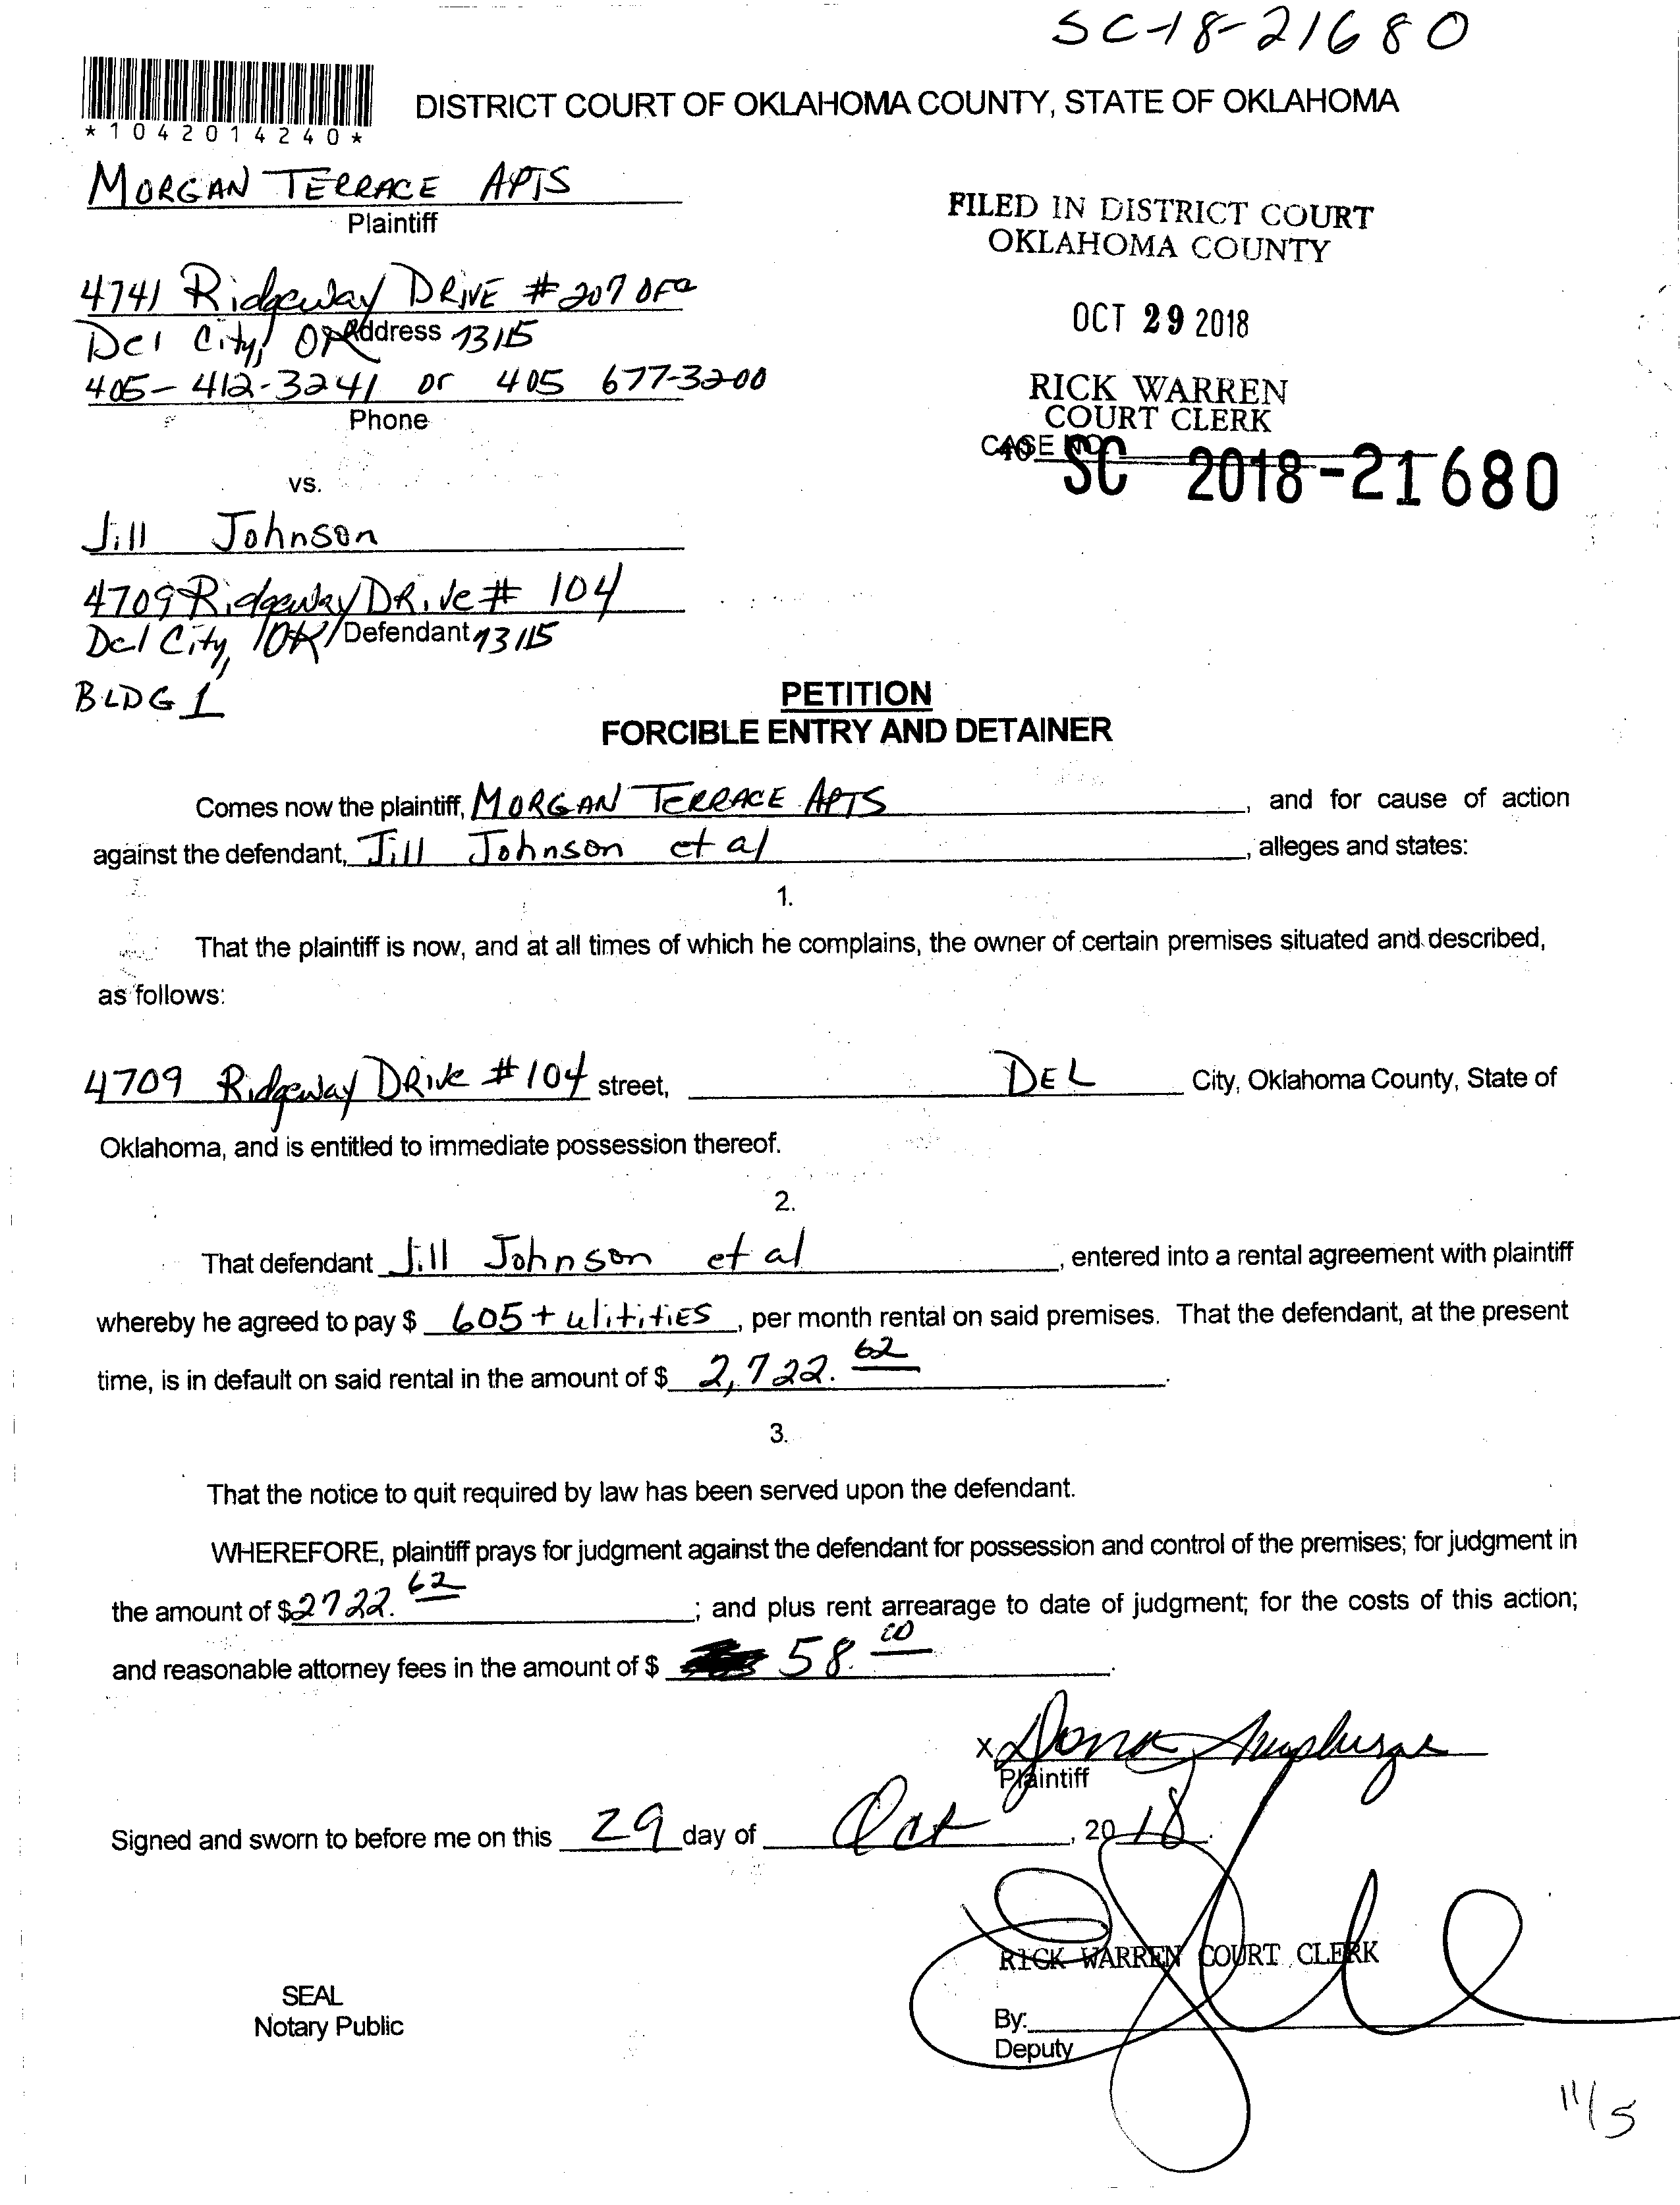 SC-18-21680
*1042014240*
DISTRICT COURT OF OKLAHOMA COUNTY, STATE OF OKLAHOMA
MORGAN TERRACE APTS
Plaintiff
FILED IN DISTRICT COURT
OKLAHOMA COUNTY
4741 Ridgeway DRIVE #207 OFC
Del City, OK Address 73115
OCT 29 2018
405-412-3241 or 405 677-3200
Phone
RICK WARREN
COURT CLERK
CASE NO.
SC 2018-21680
vs.
Jill Johnson
4709 Ridgeway DRive # 104
Del City, OK Defendant 73115
BLDG 1
PETITION
FORCIBLE ENTRY AND DETAINER
Comes now the plaintiff, MORGAN TERRACE APTS, and for cause of action
against the defendant, Jill Johnson et al, alleges and states:
1.
That the plaintiff is now, and at all times of which he complains, the owner of certain premises situated and described,
as follows:
4709 Ridgeway DRive #104 street, DEL City, Oklahoma County, State of
Oklahoma, and is entitled to immediate possession thereof.
2.
That defendant Jill Johnson et al, entered into a rental agreement with plaintiff
whereby he agreed to pay $ 605 + ulitities, per month rental on said premises. That the defendant, at the present
time, is in default on said rental in the amount of $ 2,722.62.
3.
That the notice to quit required by law has been served upon the defendant.
WHEREFORE, plaintiff prays for judgment against the defendant for possession and control of the premises; for judgment in
the amount of $2722.62; and plus rent arrearage to date of judgment; for the costs of this action;
and reasonable attorney fees in the amount of $ 58.00.
X
Plaintiff
Signed and sworn to before me on this 29 day of Oct, 2018.
RICK WARREN COURT CLERK
SEAL
Notary Public
By:
Deputy
11/5